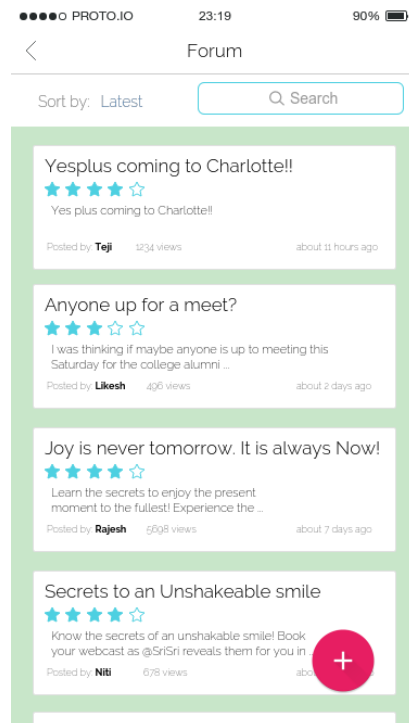 PROTO.IO 23:19 90%
Forum
Sort by: Latest Search
Yesplus coming to Charlotte!!
Yes plus coming to Charlotte!!
Posted by: Teji 1234 views about 11 hours ago
Anyone up for a meet?
I was thinking if maybe anyone is up to meeting this
Saturday for the college alumni ...
Posted by: Likesh 496 views about 2 days ago
Joy is never tomorrow. It is always Now!
Learn the secrets to enjoy the present
moment to the fullest! Experience the ...
Posted by: Rajesh 5698 views about 7 days ago
Secrets to an Unshakeable smile
Know the secrets of an unshakable smile! Book
your webcast as @SriSri reveals them for you in
Posted by: Niti 678 views